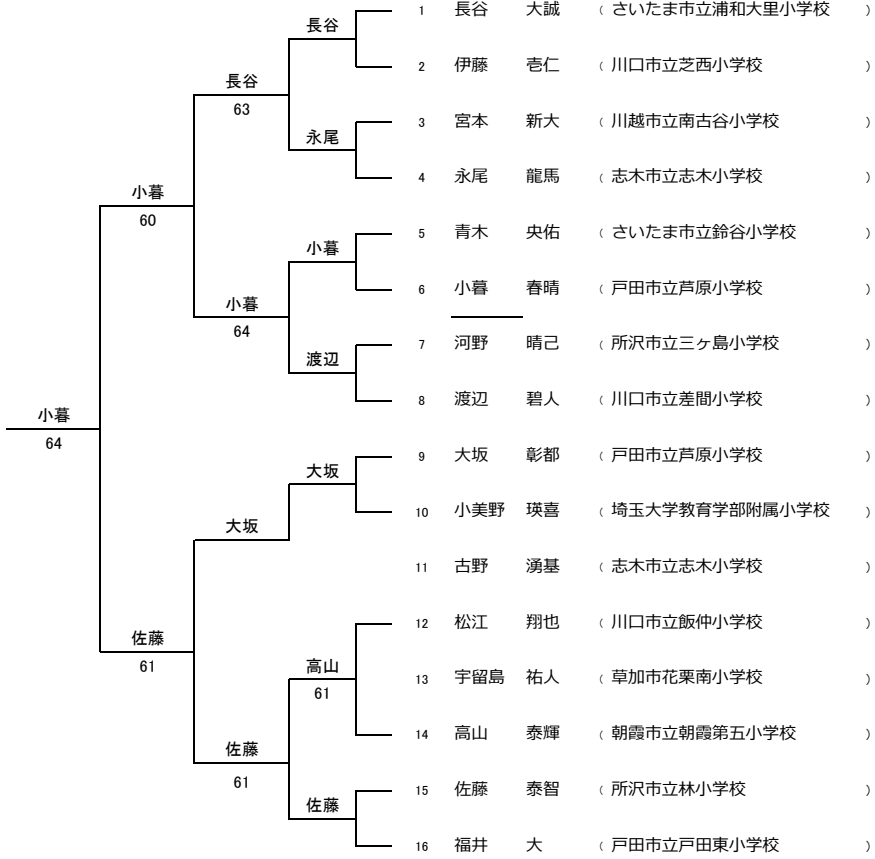 長谷
1 長谷 大誠 ( さいたま市立浦和大里小学校 )
2 伊藤 壱仁 ( 川口市立芝西小学校 )
長谷
63
3 宮本 新大 ( 川越市立南古谷小学校 )
永尾
4 永尾 龍馬 ( 志木市立志木小学校 )
小暮
60
5 青木 央佑 ( さいたま市立鈴谷小学校 )
小暮
6 小暮 春晴 ( 戸田市立芦原小学校 )
小暮
64
7 河野 晴己 ( 所沢市立三ヶ島小学校 )
渡辺
8 渡辺 碧人 ( 川口市立差間小学校 )
小暮
64
9 大坂 彰都 ( 戸田市立芦原小学校 )
大坂
10 小美野 瑛喜 ( 埼玉大学教育学部附属小学校 )
大坂
11 古野 湧基 ( 志木市立志木小学校 )
12 松江 翔也 ( 川口市立飯仲小学校 )
佐藤
61
高山
61
13 宇留島 祐人 ( 草加市花栗南小学校 )
14 高山 泰輝 ( 朝霞市立朝霞第五小学校 )
佐藤
61
15 佐藤 泰智 ( 所沢市立林小学校 )
佐藤
16 福井 大 ( 戸田市立戸田東小学校 )